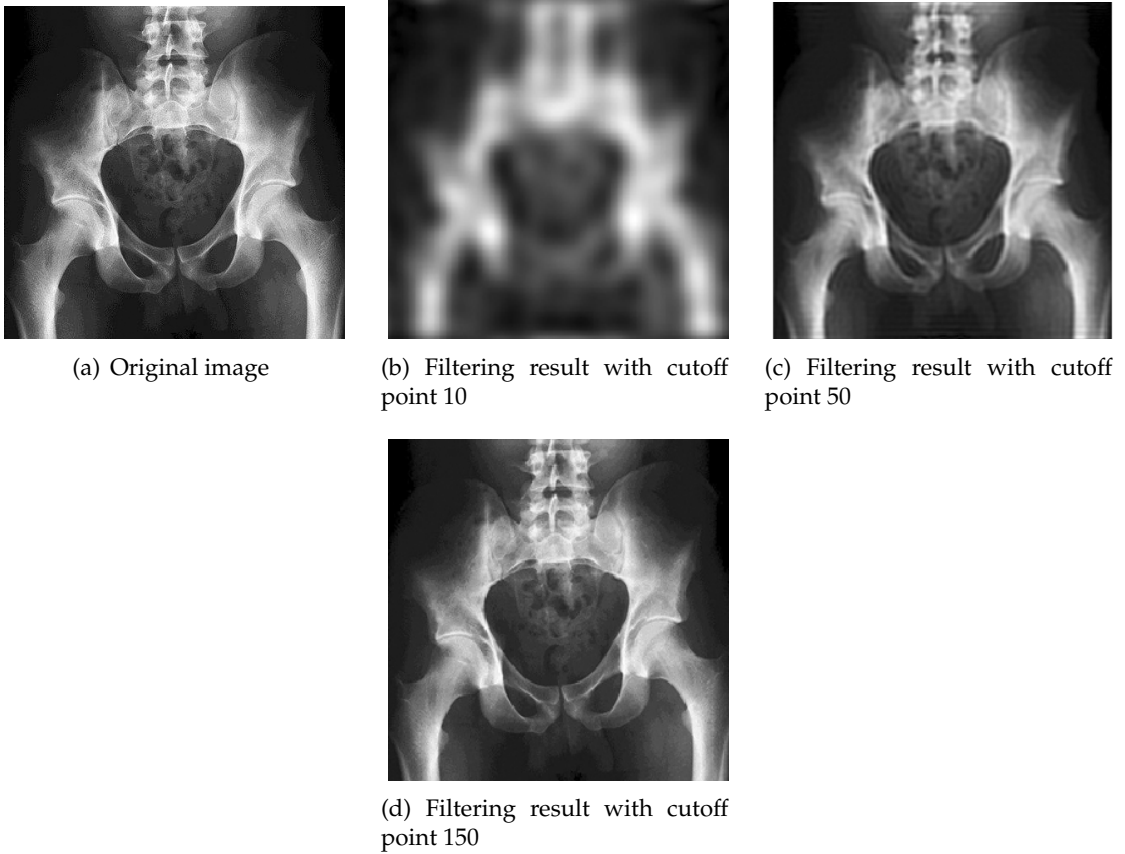 (a) Original image
(b) Filtering result with cutoff
point 10
(c) Filtering result with cutoff
point 50
(d) Filtering result with cutoff
point 150